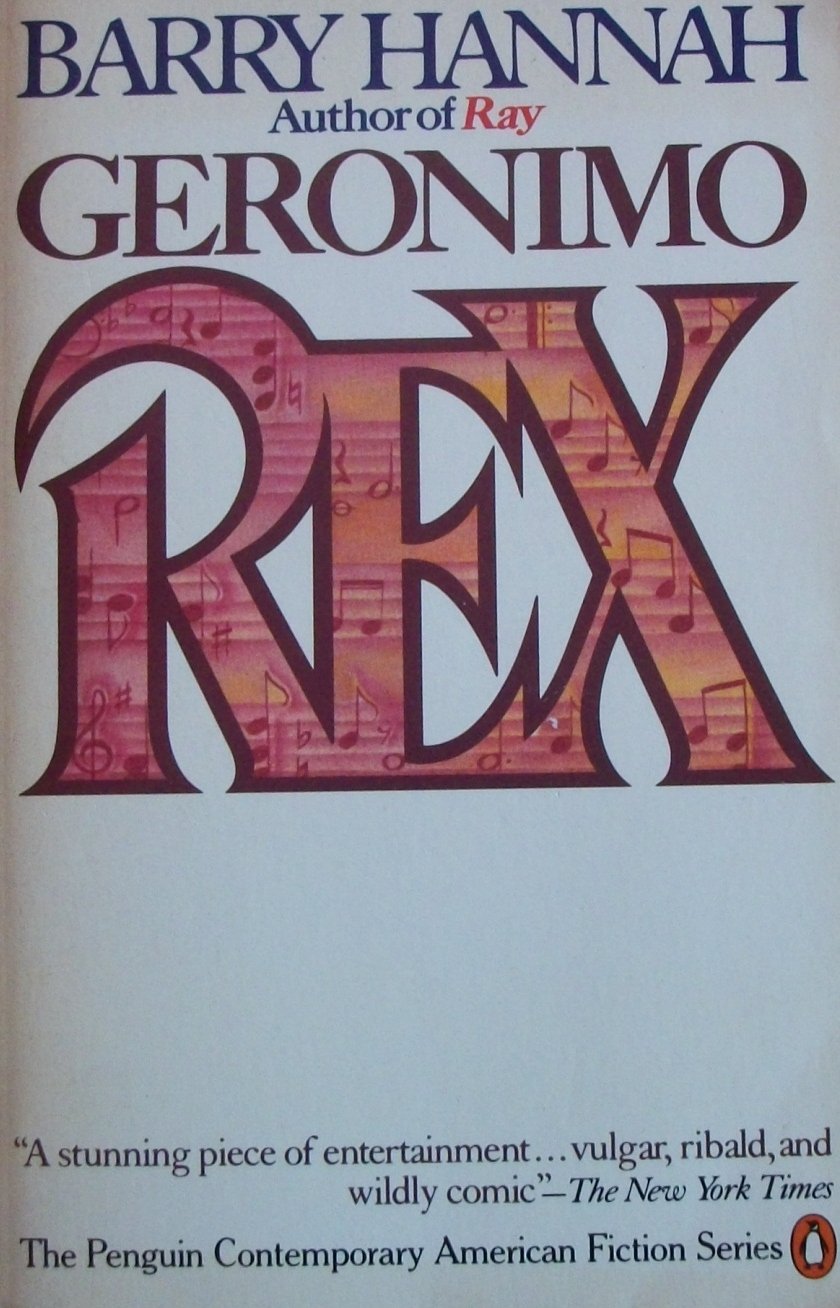 BARRY HANNAH
Author of Ray
GERONIMO
REX
“A stunning piece of entertainment...vulgar, ribald, and
wildly comic”—The New York Times
The Penguin Contemporary American Fiction Series